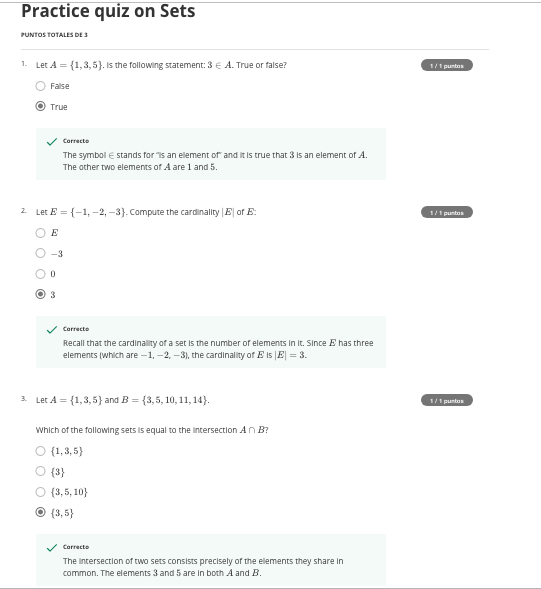 Practice quiz on Sets
PUNTOS TOTALES DE 3
1. Let A = {1, 3, 5}. Is the following statement: 3 ∈ A. True or false?
1 / 1 puntos
False
True
Correcto
The symbol ∈ stands for "is an element of" and it is true that 3 is an element of A.
The other two elements of A are 1 and 5.
2. Let E = {−1, −2, −3}. Compute the cardinality |E| of E:
1 / 1 puntos
E
−3
0
3
Correcto
Recall that the cardinality of a set is the number of elements in it. Since E has three
elements (which are −1, −2, −3), the cardinality of E is |E| = 3.
3. Let A = {1, 3, 5} and B = {3, 5, 10, 11, 14}.
1 / 1 puntos
Which of the following sets is equal to the intersection A ∩ B?
{1, 3, 5}
{3}
{3, 5, 10}
{3, 5}
Correcto
The intersection of two sets consists precisely of the elements they share in
common. The elements 3 and 5 are in both A and B.